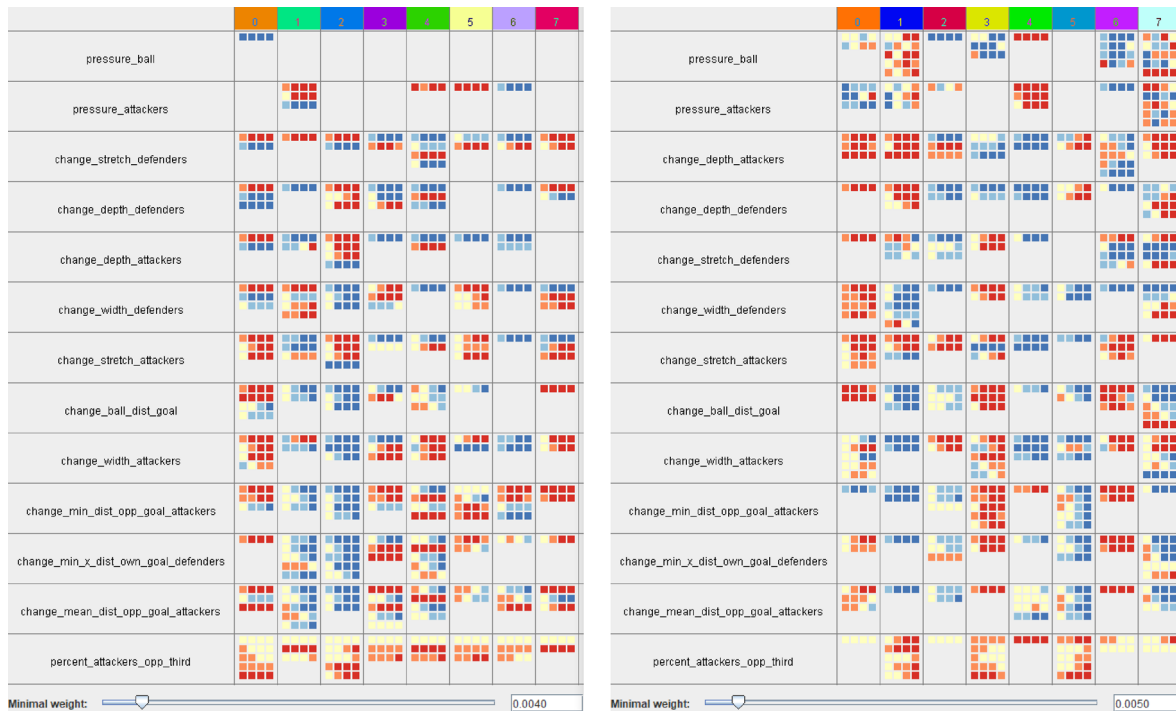 0 1 2 3 4 5 6 7
pressure_ball
pressure_attackers
change_stretch_defenders
change_depth_defenders
change_depth_attackers
change_width_defenders
change_stretch_attackers
change_ball_dist_goal
change_width_attackers
change_min_dist_opp_goal_attackers
change_min_x_dist_own_goal_defenders
change_mean_dist_opp_goal_attackers
percent_attackers_opp_third
Minimal weight: 0.0040
0 1 2 3 4 5 6 7
pressure_ball
pressure_attackers
change_depth_attackers
change_depth_defenders
change_stretch_defenders
change_width_defenders
change_stretch_attackers
change_ball_dist_goal
change_width_attackers
change_min_dist_opp_goal_attackers
change_min_x_dist_own_goal_defenders
change_mean_dist_opp_goal_attackers
percent_attackers_opp_third
Minimal weight: 0.0050